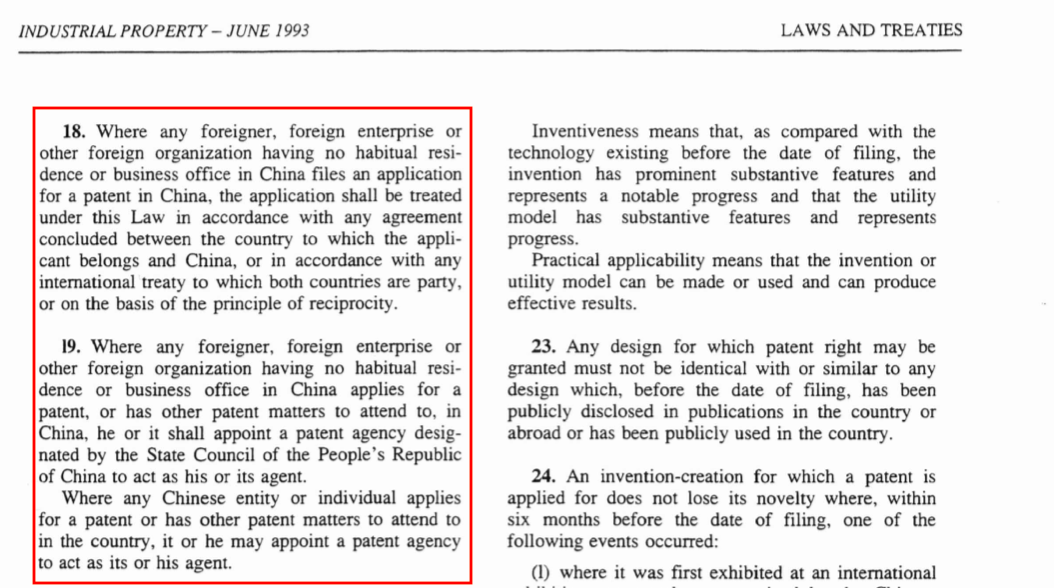 INDUSTRIAL PROPERTY – JUNE 1993
LAWS AND TREATIES
18. Where any foreigner, foreign enterprise or
other foreign organization having no habitual resi-
dence or business office in China files an application
for a patent in China, the application shall be treated
under this Law in accordance with any agreement
concluded between the country to which the appli-
cant belongs and China, or in accordance with any
international treaty to which both countries are party,
or on the basis of the principle of reciprocity.
19. Where any foreigner, foreign enterprise or
other foreign organization having no habitual resi-
dence or business office in China applies for a
patent, or has other patent matters to attend to, in
China, he or it shall appoint a patent agency desig-
nated by the State Council of the People's Republic
of China to act as his or its agent.
Where any Chinese entity or individual applies
for a patent or has other patent matters to attend to
in the country, it or he may appoint a patent agency
to act as its or his agent.
Inventiveness means that, as compared with the
technology existing before the date of filing, the
invention has prominent substantive features and
represents a notable progress and that the utility
model has substantive features and represents
progress.
Practical applicability means that the invention or
utility model can be made or used and can produce
effective results.
23. Any design for which patent right may be
granted must not be identical with or similar to any
design which, before the date of filing, has been
publicly disclosed in publications in the country or
abroad or has been publicly used in the country.
24. An invention-creation for which a patent is
applied for does not lose its novelty where, within
six months before the date of filing, one of the
following events occurred:
(1) where it was first exhibited at an international